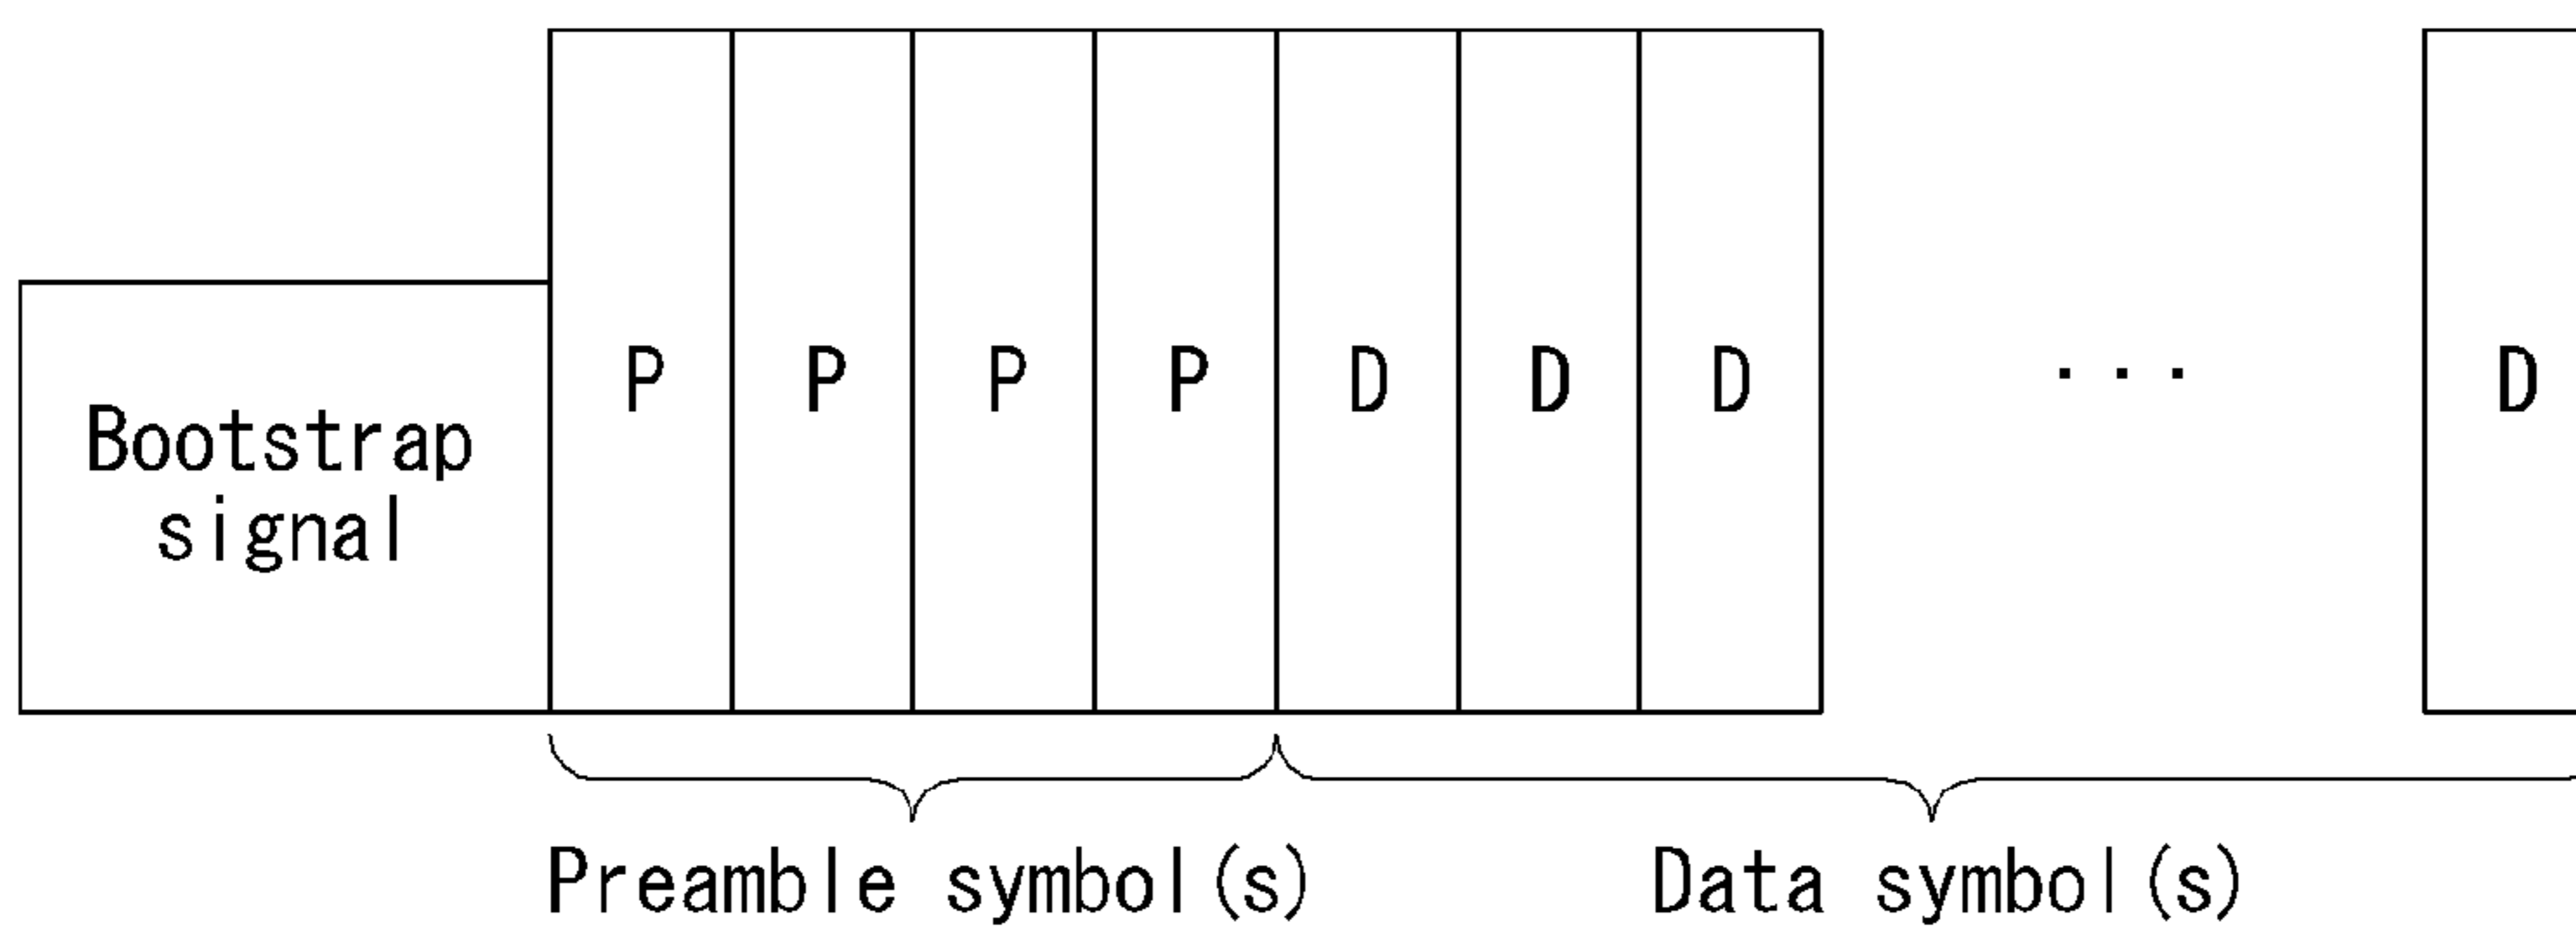 P P P P D D D ... D
Bootstrap
signal
Preamble symbol(s) Data symbol(s)